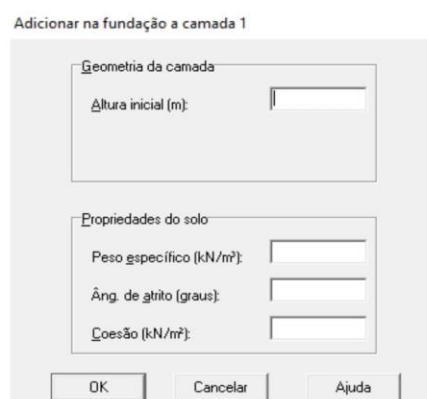 Adicionar na fundação a camada 1
Geometria da camada
Altura inicial (m):
Propriedades do solo
Peso específico (kN/m³):
Âng. de atrito (graus):
Coesão (kN/m²):
OK Cancelar Ajuda